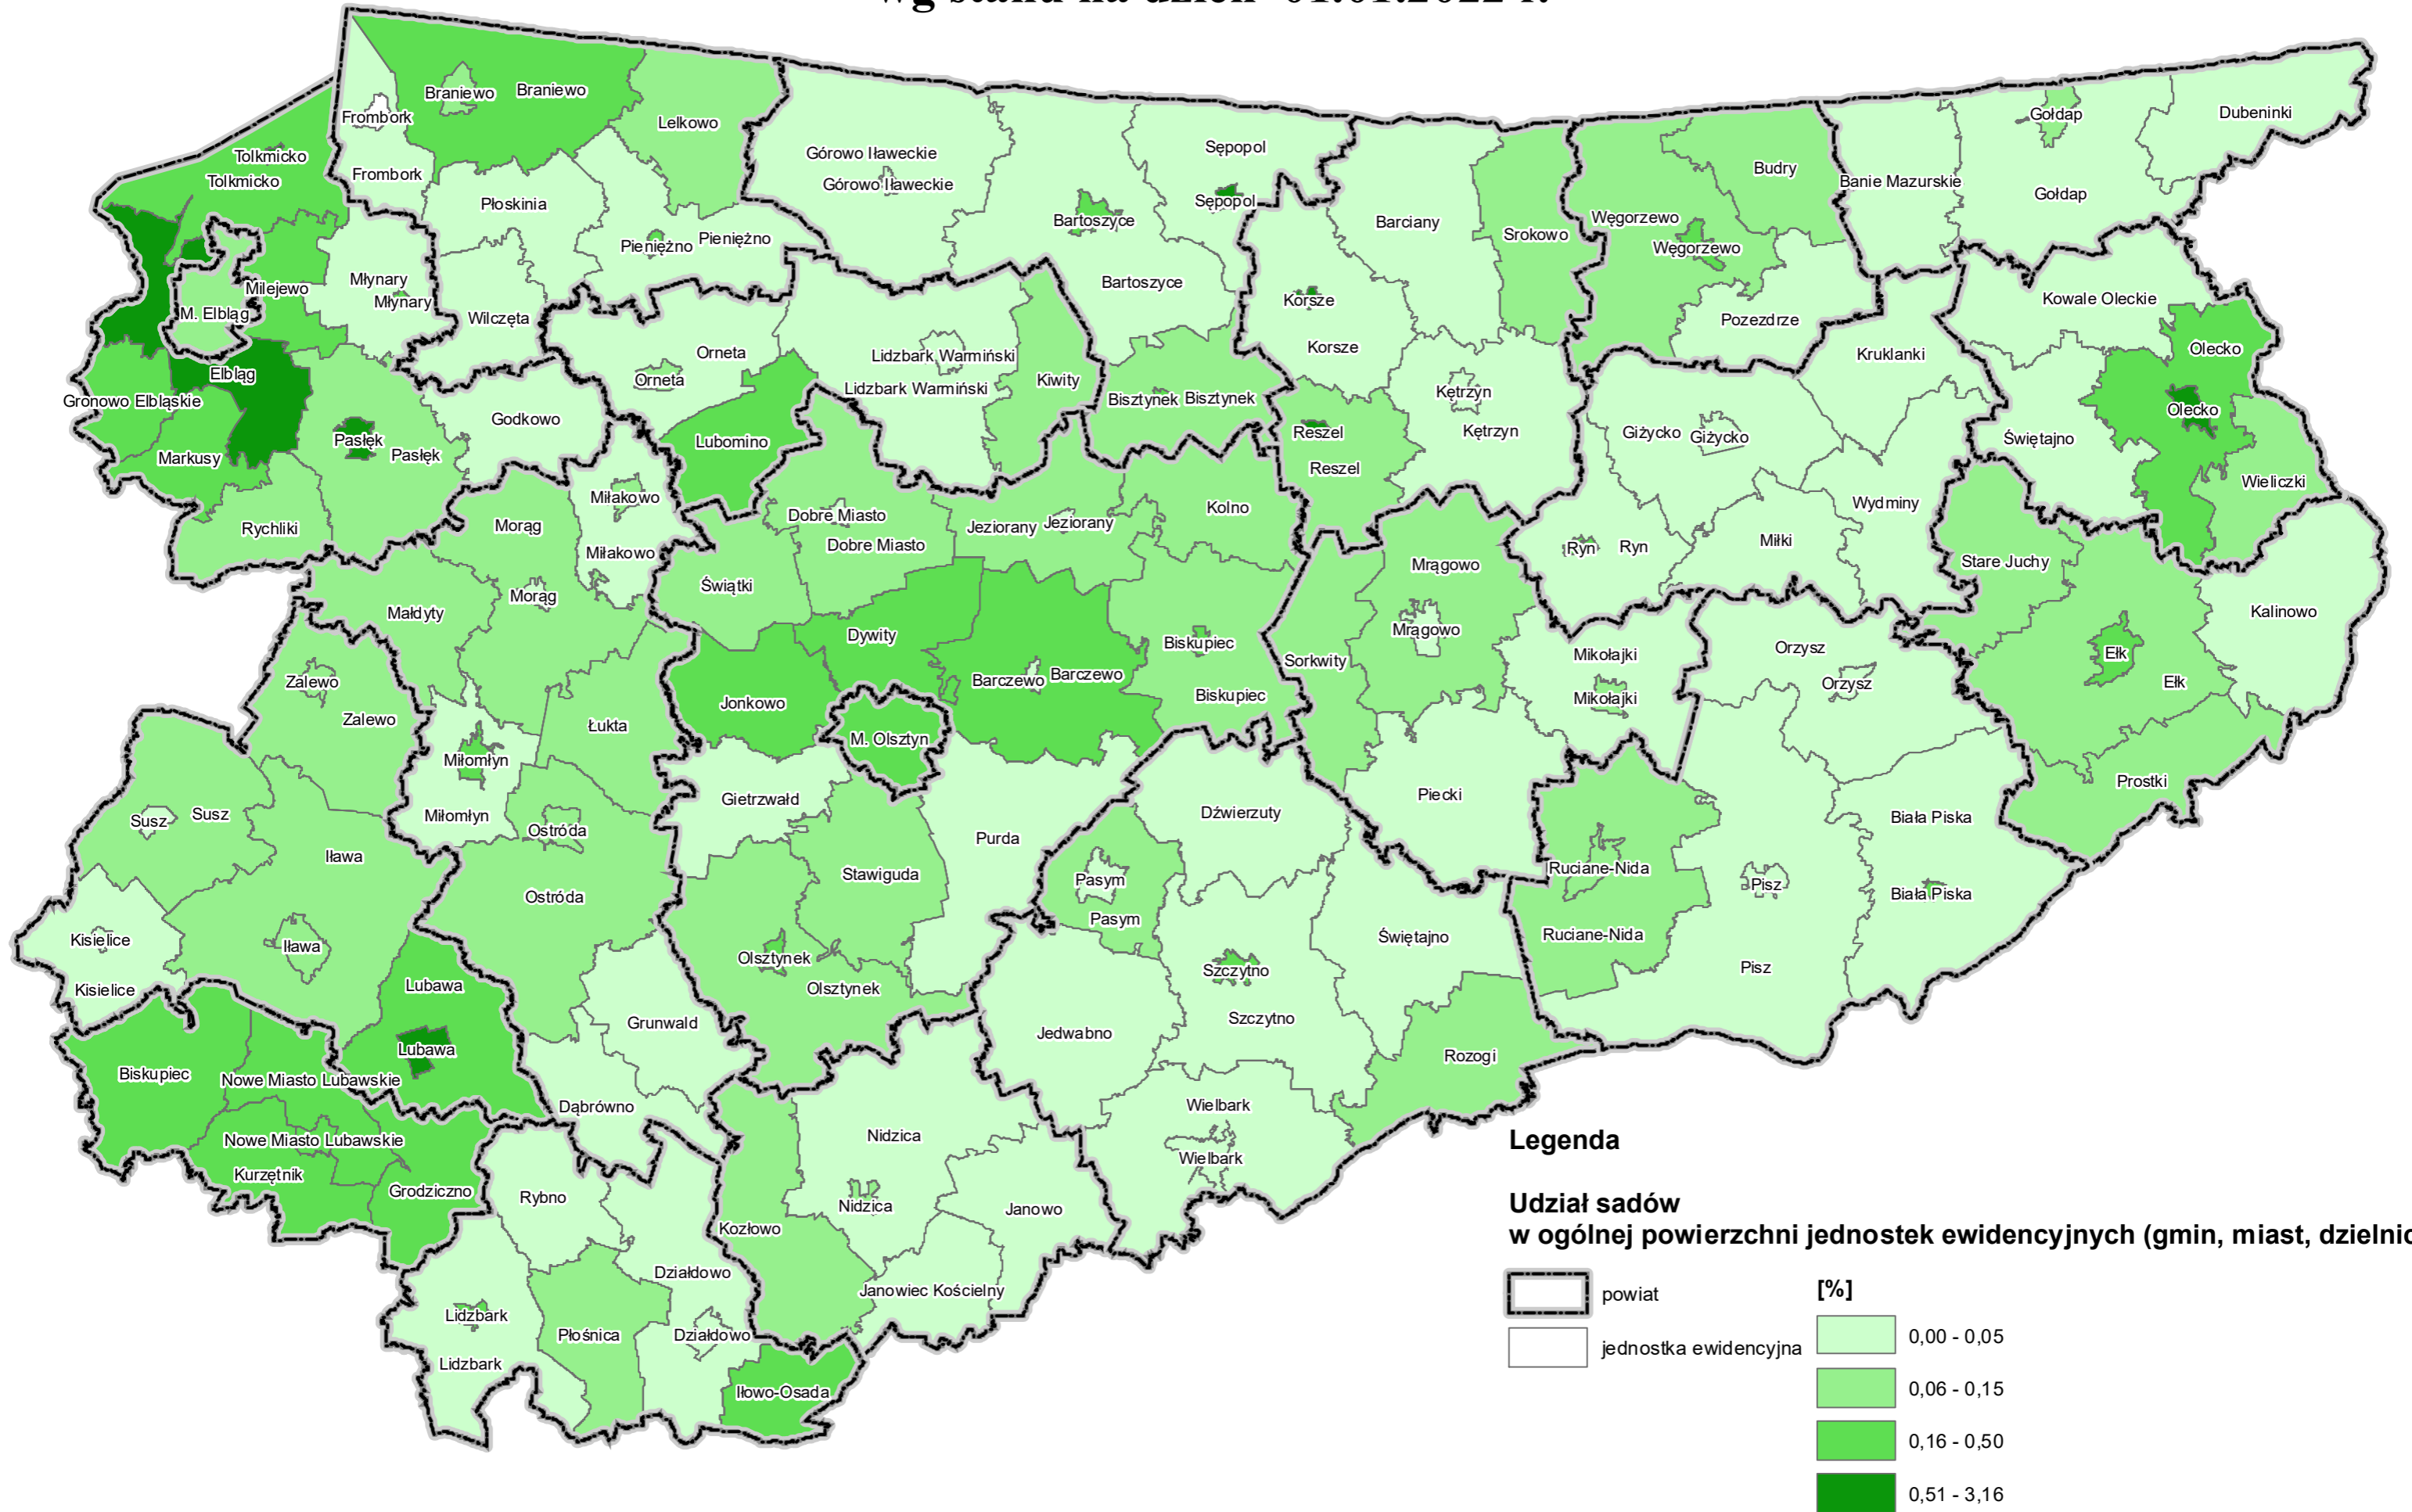 wg stanu na dzień 01.01.2022 r.
Frombork
Frombork
Braniewo
Braniewo
Lelkowo
Tolkmicko
Tolkmicko
Płoskinia
Pieniężno
Pieniężno
Górowo Iławeckie
Górowo Iławeckie
Sępopol
Sępopol
Bartoszyce
Bartoszyce
Barciany
Srokowo
Węgorzewo
Węgorzewo
Budry
Banie Mazurskie
Gołdap
Gołdap
Dubeninki
Milejewo
M. Elbląg
Młynary
Młynary
Wilczęta
Orneta
Orneta
Lidzbark Warmiński
Lidzbark Warmiński
Kiwity
Bisztynek
Bisztynek
Korsze
Korsze
Kętrzyn
Kętrzyn
Pozezdrze
Kruklanki
Kowale Oleckie
Olecko
Olecko
Elbląg
Gronowo Elbląskie
Markusy
Pasłęk
Pasłęk
Godkowo
Lubomino
Reszel
Reszel
Giżycko
Giżycko
Świętajno
Wieliczki
Rychliki
Morąg
Morąg
Miłakowo
Miłakowo
Dobre Miasto
Dobre Miasto
Jeziorany
Jeziorany
Kolno
Mrągowo
Mrągowo
Ryn
Ryn
Miłki
Wydminy
Stare Juchy
Kalinowo
Małdyty
Świątki
Dywity
Barczewo
Barczewo
Biskupiec
Biskupiec
Sorkwity
Mikołajki
Mikołajki
Orzysz
Orzysz
Ełk
Ełk
Zalewo
Zalewo
Łukta
Jonkowo
M. Olsztyn
Miłomłyn
Miłomłyn
Gietrzwałd
Purda
Dźwierzuty
Piecki
Prostki
Susz
Susz
Iława
Iława
Ostróda
Ostróda
Stawiguda
Pasym
Pasym
Ruciane-Nida
Ruciane-Nida
Pisz
Pisz
Biała Piska
Biała Piska
Kisielice
Kisielice
Lubawa
Lubawa
Olsztynek
Olsztynek
Szczytno
Szczytno
Świętajno
Grunwald
Jedwabno
Rozogi
Biskupiec
Nowe Miasto Lubawskie
Nowe Miasto Lubawskie
Kurzętnik
Grodziczno
Dąbrówno
Nidzica
Nidzica
Wielbark
Wielbark
Rybno
Kozłowo
Janowo
Janowiec Kościelny
Działdowo
Działdowo
Lidzbark
Lidzbark
Płośnica
Iłowo-Osada
Legenda
Udział sadów
w ogólnej powierzchni jednostek ewidencyjnych (gmin, miast, dzielnic
powiat
jednostka ewidencyjna
[%]
0,00 - 0,05
0,06 - 0,15
0,16 - 0,50
0,51 - 3,16